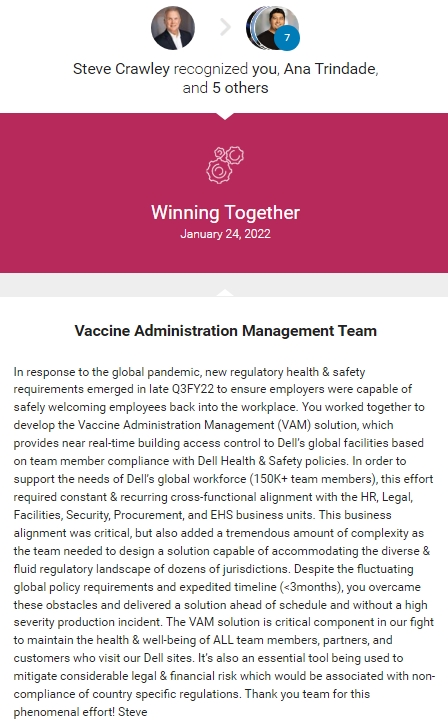 7
Steve Crawley recognized you, Ana Trindade,
and 5 others
Winning Together
January 24, 2022
Vaccine Administration Management Team
In response to the global pandemic, new regulatory health & safety
requirements emerged in late Q3FY22 to ensure employers were capable of
safely welcoming employees back into the workplace. You worked together to
develop the Vaccine Administration Management (VAM) solution, which
provides near real-time building access control to Dell's global facilities based
on team member compliance with Dell Health & Safety policies. In order to
support the needs of Dell's global workforce (150K+ team members), this effort
required constant & recurring cross-functional alignment with the HR, Legal,
Facilities, Security, Procurement, and EHS business units. This business
alignment was critical, but also added a tremendous amount of complexity as
the team needed to design a solution capable of accommodating the diverse &
fluid regulatory landscape of dozens of jurisdictions. Despite the fluctuating
global policy requirements and expedited timeline (<3months), you overcame
these obstacles and delivered a solution ahead of schedule and without a high
severity production incident. The VAM solution is critical component in our fight
to maintain the health & well-being of ALL team members, partners, and
customers who visit our Dell sites. It's also an essential tool being used to
mitigate considerable legal & financial risk which would be associated with non-
compliance of country specific regulations. Thank you team for this
phenomenal effort! Steve